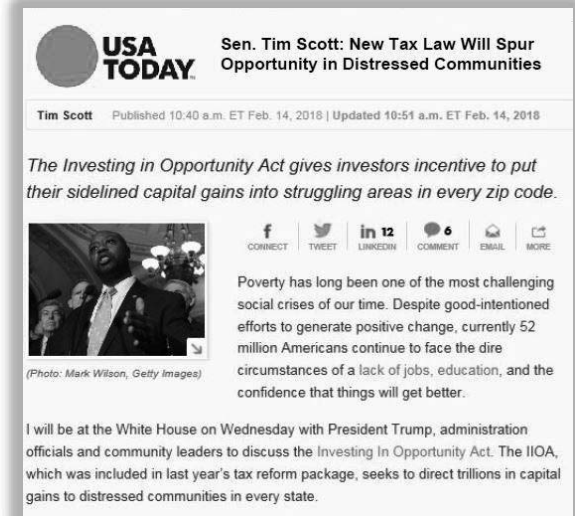 USA
TODAY
Sen. Tim Scott: New Tax Law Will Spur
Opportunity in Distressed Communities
Tim Scott Published 10:40 a.m. ET Feb. 14, 2018 | Updated 10:51 a.m. ET Feb. 14, 2018
The Investing in Opportunity Act gives investors incentive to put
their sidelined capital gains into struggling areas in every zip code.
f in 12 6
CONNECT TWEET LINKEDIN COMMENT EMAIL MORE
Poverty has long been one of the most challenging
social crises of our time. Despite good-intentioned
efforts to generate positive change, currently 52
million Americans continue to face the dire
circumstances of a lack of jobs, education, and the
confidence that things will get better.
(Photo: Mark Wilson, Getty Images)
I will be at the White House on Wednesday with President Trump, administration
officials and community leaders to discuss the Investing In Opportunity Act. The IIOA,
which was included in last year's tax reform package, seeks to direct trillions in capital
gains to distressed communities in every state.